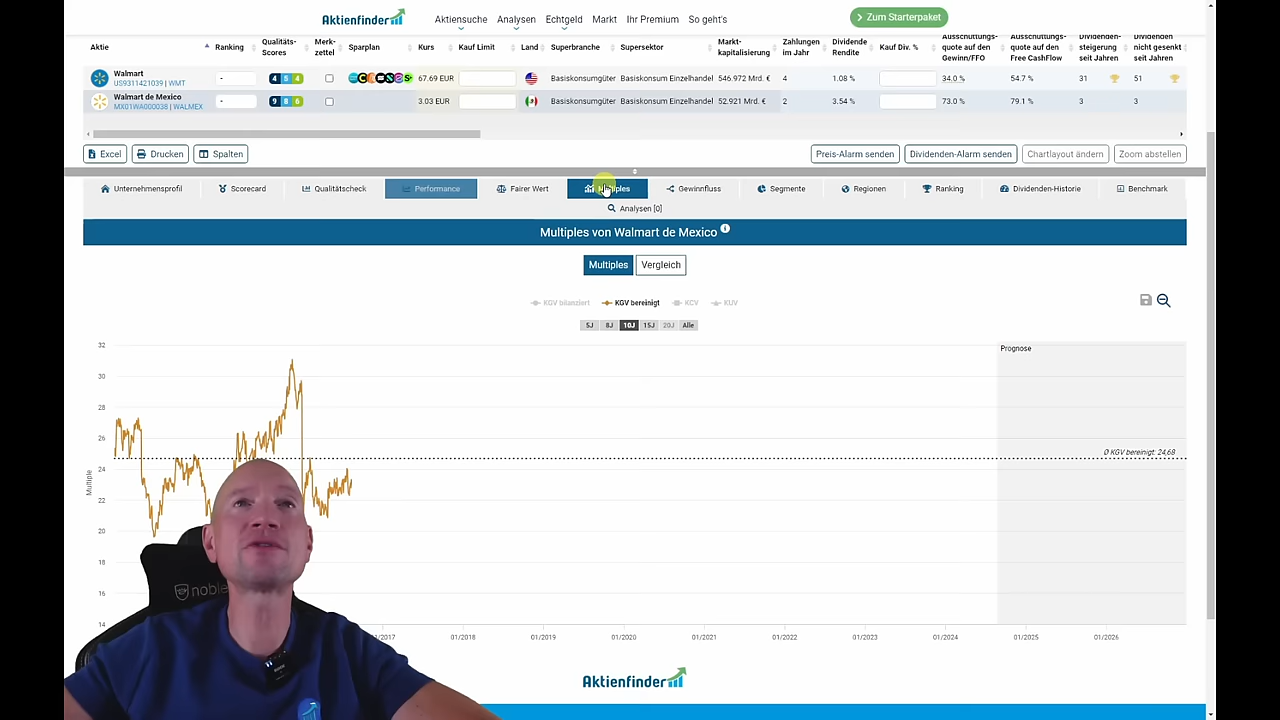 Aktienfinder
Aktiensuche Analysen Echtgeld Markt Ihr Premium So geht's
Zum Starterpaket
Aktie Ranking Qualitäts-Scores Merk-zettel Sparplan Kurs Kauf Limit Land Superbranche Supersektor Markt-kapitalisierung Zahlungen im Jahr Dividende Rendite Kauf Div. % Ausschüttungs-quote auf den Gewinn/FFO Ausschüttungs-quote auf den Free CashFlow Dividenden-steigerung seit Jahren Dividenden nicht gesenkt seit Jahren
Walmart - 4 5 4 67.69 EUR Basiskonsumgüter Basiskonsum Einzelhandel 546.972 Mrd. € 4 .08 % 34.0 % 54.7 % 31 51
US9311421039 | WMT
Walmart de Mexico - 9 8 6 3.03 EUR Basiskonsumgüter Basiskonsum Einzelhandel 52.921 Mrd. € 2 3.54 % 73.0 % 79.1 % 3 3
MX01WA000038 | WALMEX
Excel Drucken Spalten Preis-Alarm senden Dividenden-Alarm senden Chartlayout ändern Zoom abstellen
Unternehmensprofil Scorecard Qualitätscheck Performance Fairer Wert Multiples Gewinnfluss Segmente Regionen Ranking Dividenden-Historie Benchmark
Analysen [0]
Multiples von Walmart de Mexico
Multiples Vergleich
KGV bilanziert KGV bereinigt KCV KUV
5J 8J 10J 15J 20J Alle
Prognose
32
30
28
26
24
22
20
18
16
14
Multiple
Ø KGV bereinigt: 24,68
noble
/2017 01/2018 01/2019 01/2020 01/2021 01/2022 01/2023 01/2024 01/2025 01/2026
Aktienfinder